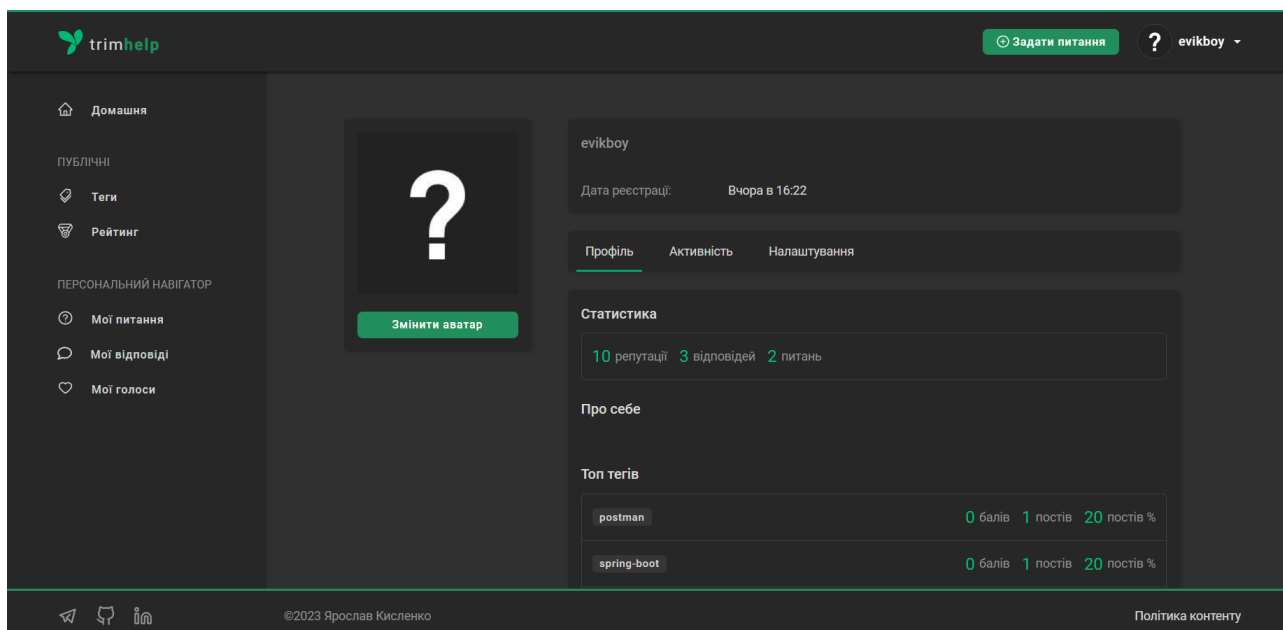 trimhelp
Задати питання
? evikboy
Домашня
ПУБЛІЧНІ
Теги
Рейтинг
ПЕРСОНАЛЬНИЙ НАВІГАТОР
Мої питання
Мої відповіді
Мої голоси
?
Змінити аватар
evikboy
Дата реєстрації: Вчора в 16:22
Профіль Активність Налаштування
Статистика
10 репутації 3 відповідей 2 питань
Про себе
Топ тегів
postman 0 балів 1 постів 20 постів %
spring-boot 0 балів 1 постів 20 постів %
©2023 Ярослав Кисленко
Політика контенту